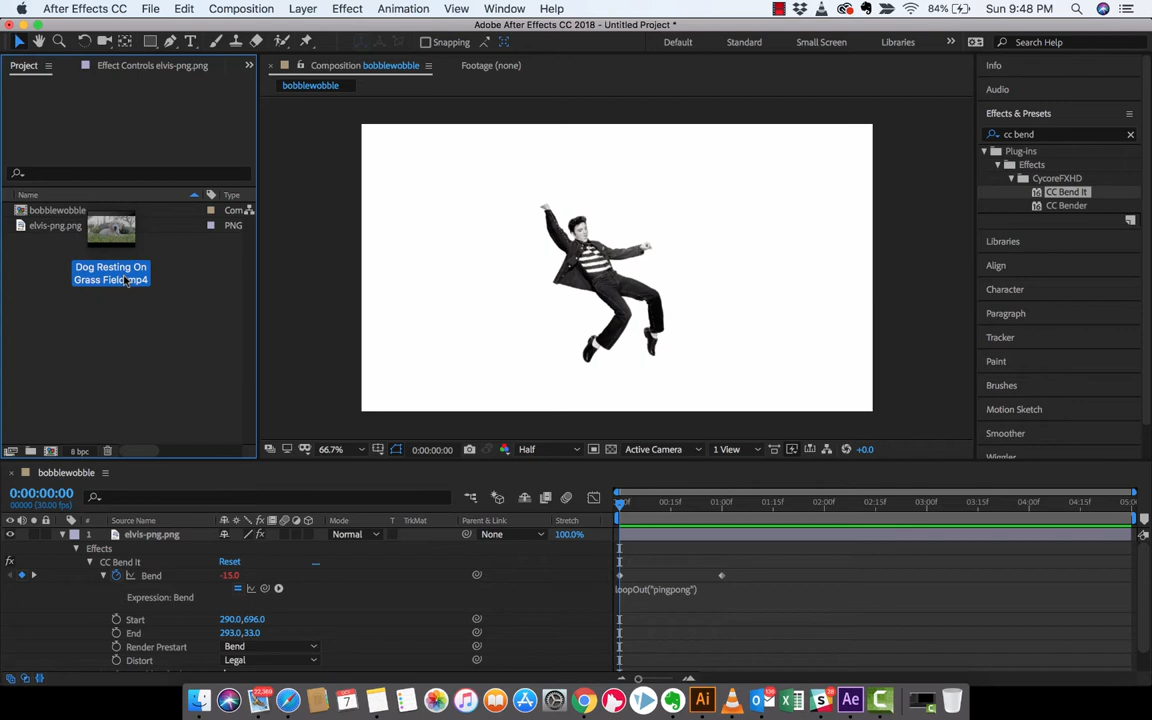 After Effects CC File Edit Composition Layer Effect Animation View Window Help 84% Sun 9:48 PM
Adobe After Effects CC 2018 - Untitled Project *
Snapping Default Standard Small Screen Libraries Search Help
Project Effect Controls elvis-png.png Composition bobblewobble Footage (none) Info
bobblewobble Audio
Effects & Presets
cc bend
Plug-ins
Effects
CycoreFXHD
CC Bend It
CC Bender
Name Type
bobblewobble Com
elvis-png.png PNG
Dog Resting On
Grass Field.mp4
Libraries
Align
Character
Paragraph
Tracker
Paint
Brushes
Motion Sketch
Smoother
Wiggler
8 bpc 66.7% 0:00:00:00 Half Active Camera 1 View +0.0
bobblewobble
0:00:00:00
00000 (30.00 fps)
:00f 00:15f 01:00f 01:15f 02:00f 02:15f 03:00f 03:15f 04:00f 04:15f 05:00
# Source Name Mode T TrkMat Parent & Link Stretch
1 elvis-png.png Normal None 100.0%
Effects
fx CC Bend It Reset ...
Bend -15.0
Expression: Bend loopOut("pingpong")
Start 290.0,696.0
End 293.0,33.0
Render Prestart Bend
Distort Legal